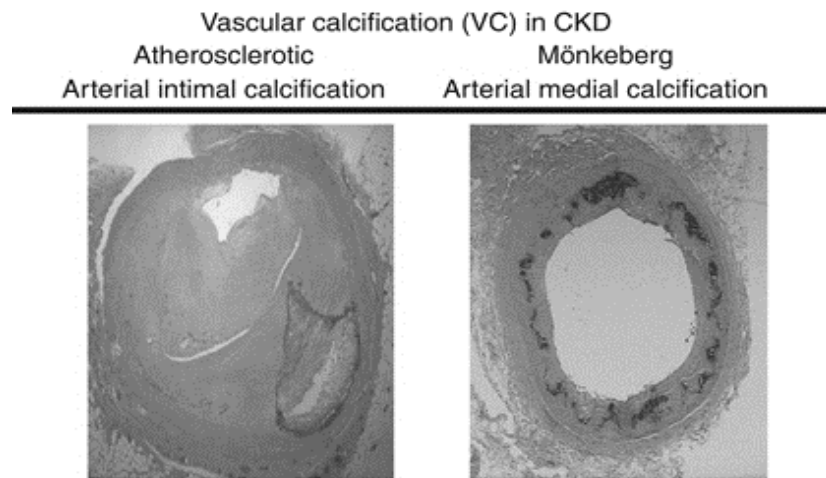 Vascular calcification (VC) in CKD
Atherosclerotic
Arterial intimal calcification
Mönkeberg
Arterial medial calcification